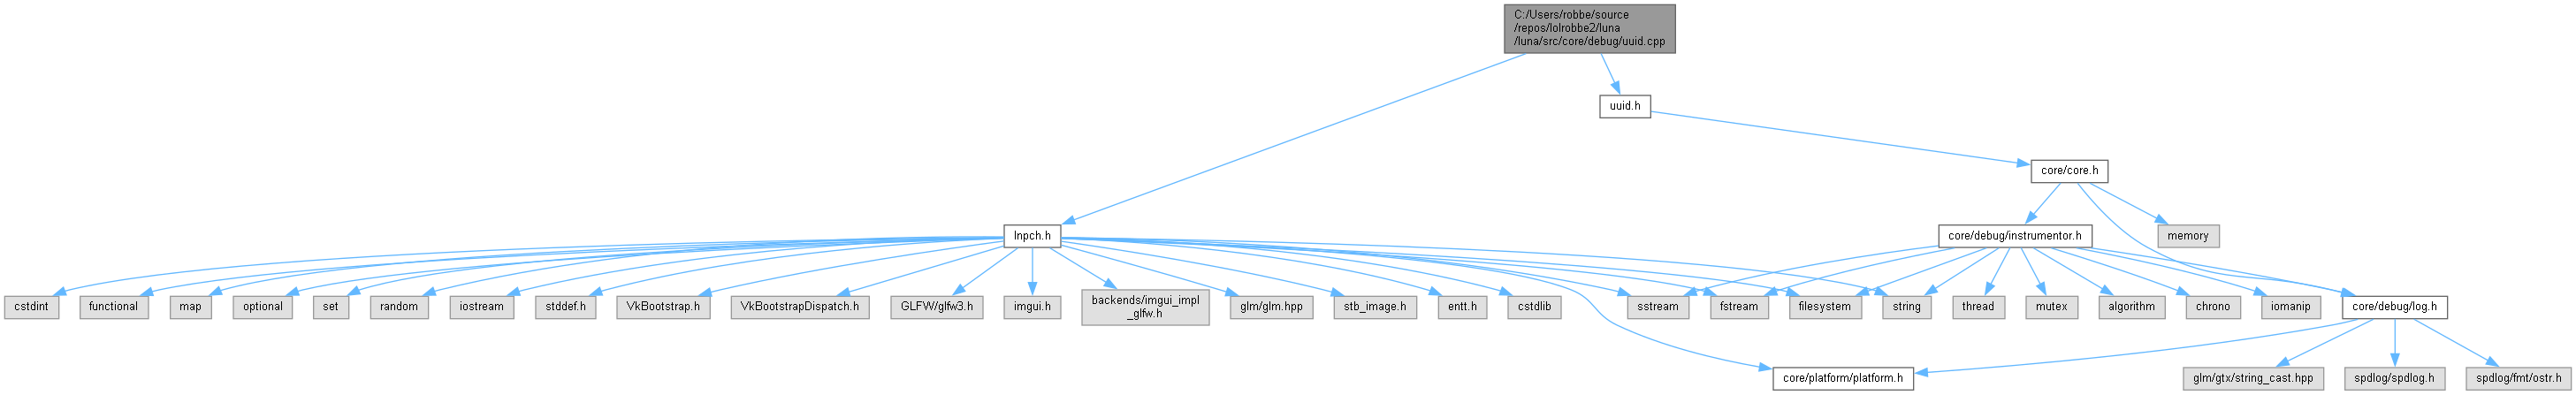 C:/Users/robbe/source
/repos/lolrobbe2/luna
/luna/src/core/debug/uuid.cpp
uuid.h
core/core.h
lnpch.h
core/debug/instrumentor.h
memory
cstdint
functional
map
optional
set
random
iostream
stddef.h
VkBootstrap.h
VkBootstrapDispatch.h
GLFW/glfw3.h
imgui.h
backends/imgui_impl
_glfw.h
glm/glm.hpp
stb_image.h
entt.h
cstdlib
sstream
fstream
filesystem
string
thread
mutex
algorithm
chrono
iomanip
core/debug/log.h
core/platform/platform.h
glm/gtx/string_cast.hpp
spdlog/spdlog.h
spdlog/fmt/ostr.h